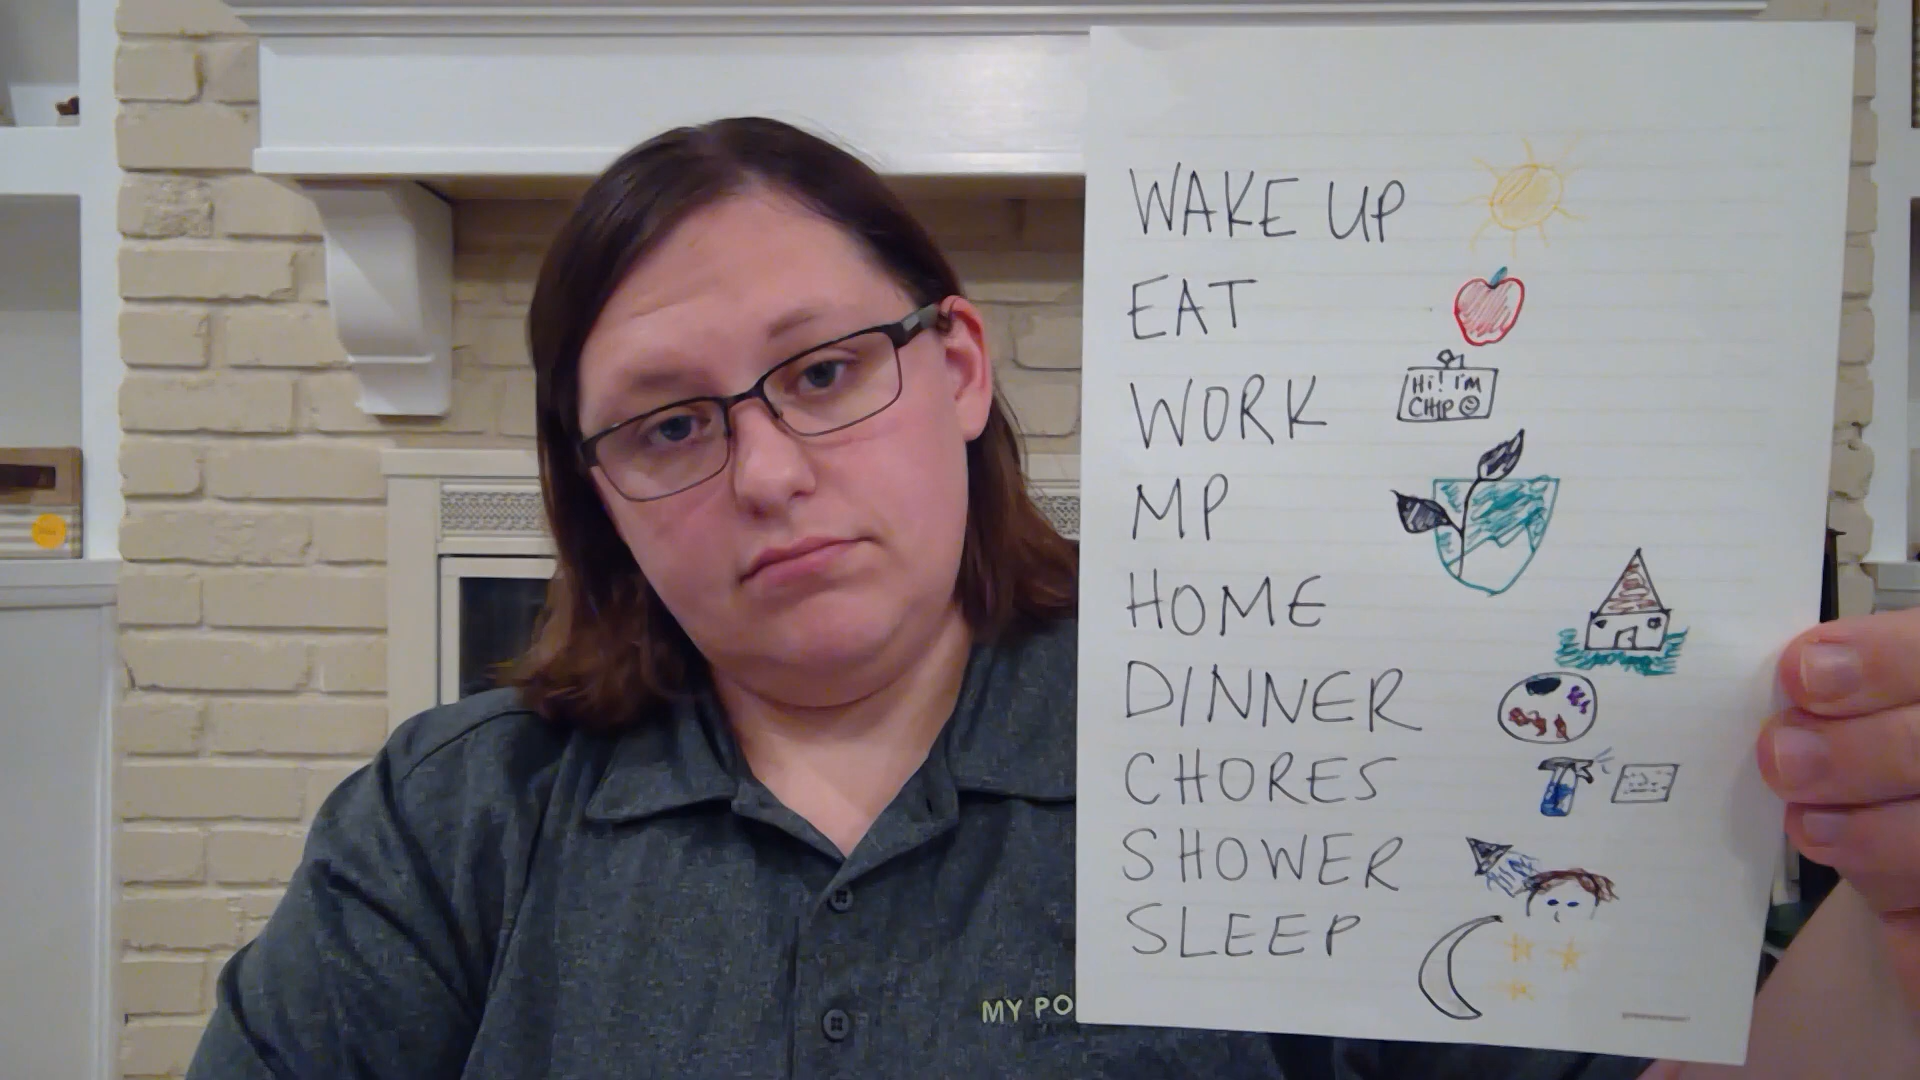 WAKE UP
EAT
WORK
Hi! I'M
CHIP
MP
HOME
DINNER
CHORES
SHOWER
SLEEP
MY PO